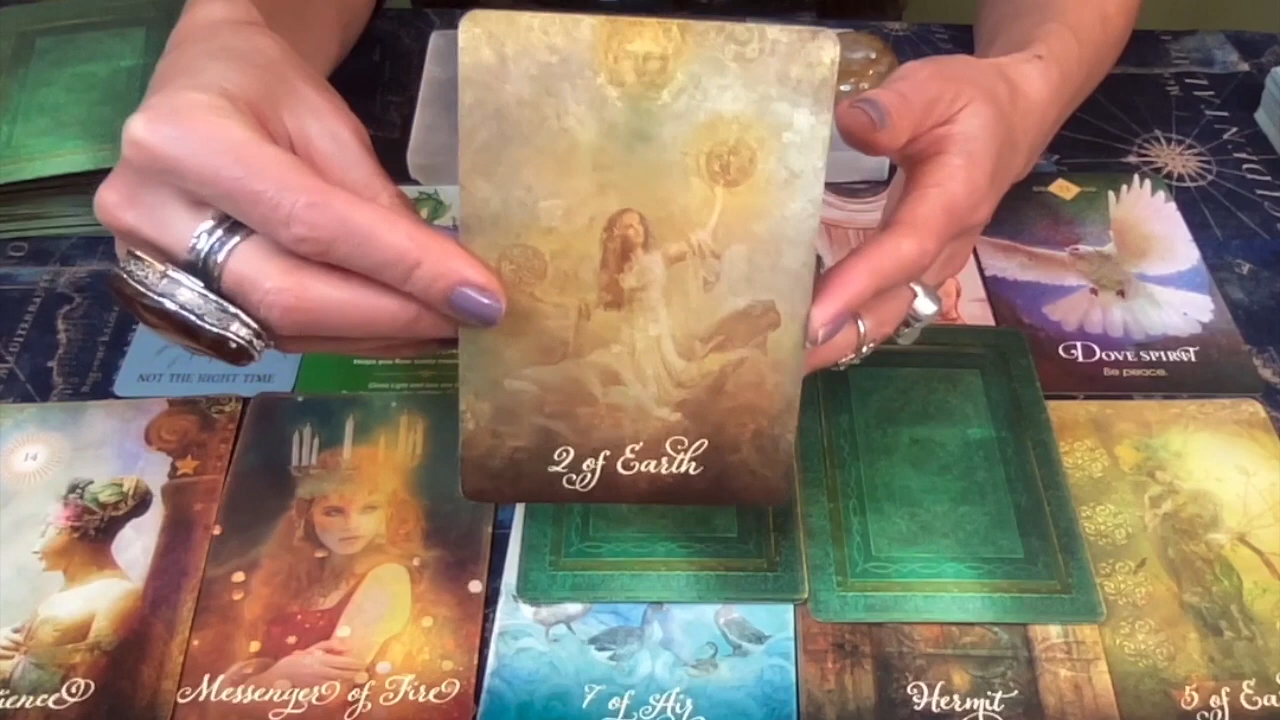 2 of Earth
NOT THE RIGHT TIME
DOVE SPIRIT
Be peace.
14
Messenger of Fire
7 of Air
Hermit
5 of Ea